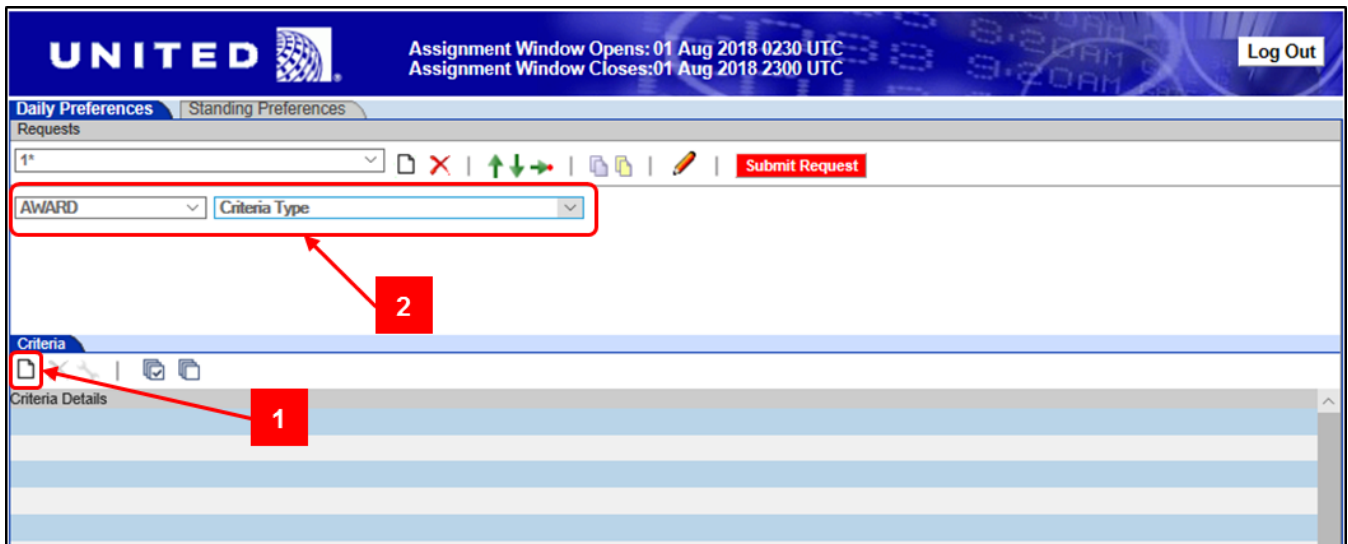 UNITED
Assignment Window Opens: 01 Aug 2018 0230 UTC
Assignment Window Closes:01 Aug 2018 2300 UTC
Log Out
Daily Preferences
Standing Preferences
Requests
1*
Submit Request
AWARD
Criteria Type
2
Criteria
Criteria Details
1